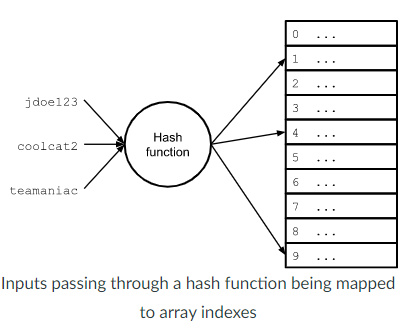 jdoe123
coolcat2
teamaniac
Hash
function
0 ...
1 ...
2 ...
3 ...
4 ...
5 ...
6 ...
7 ...
8 ...
9 ...
Inputs passing through a hash function being mapped
to array indexes